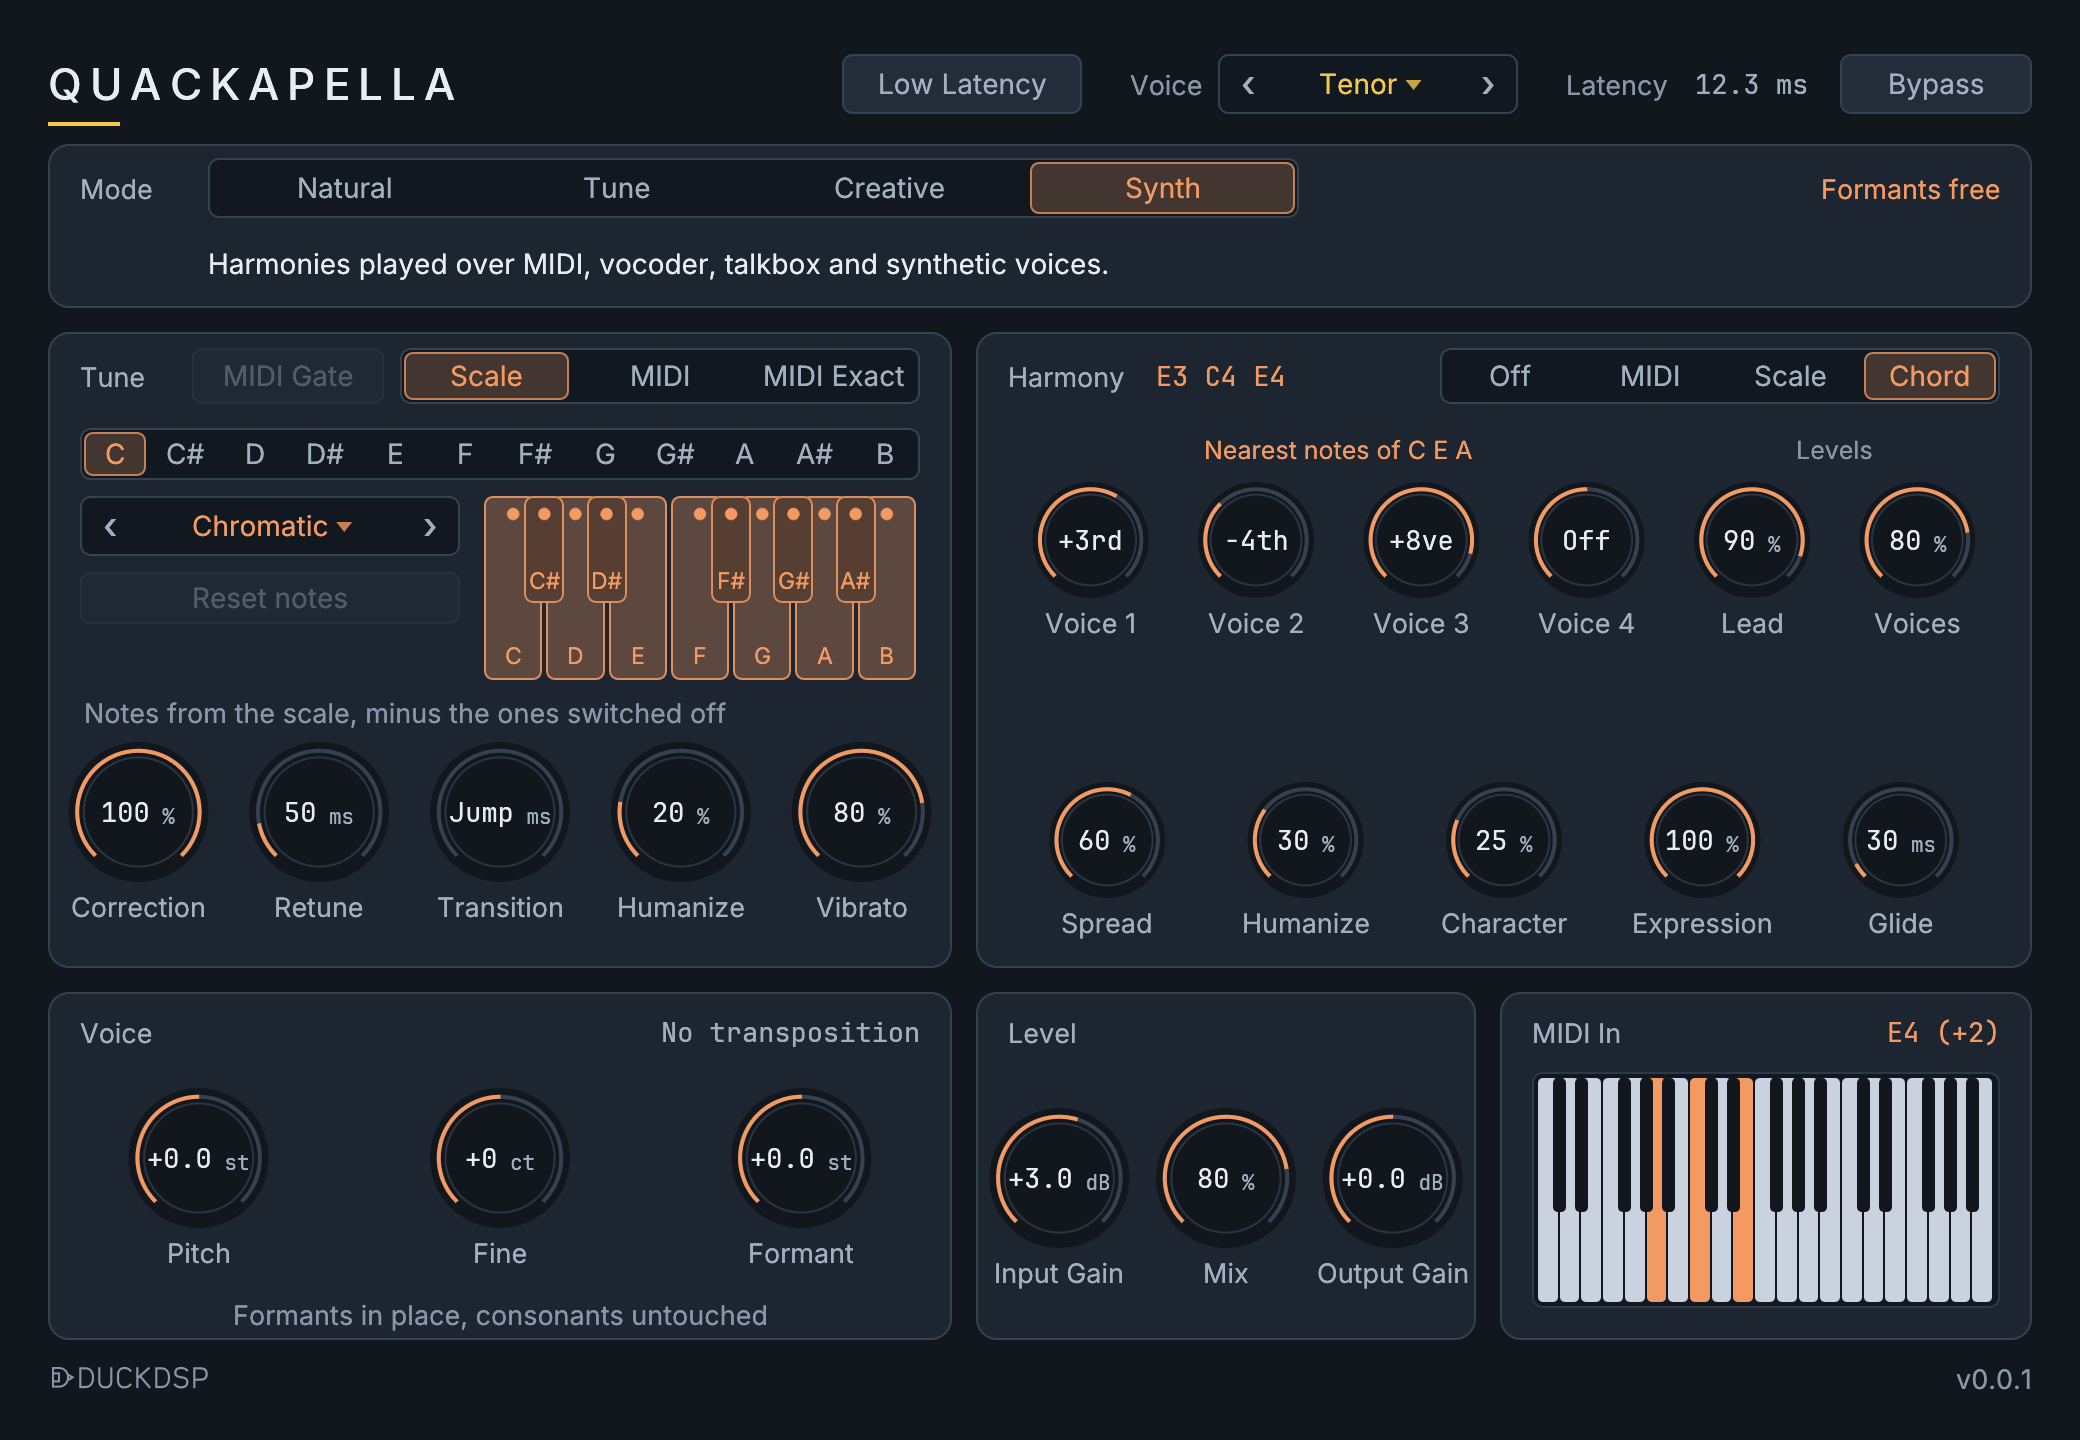 QUACKAPELLA
Low Latency
Voice
‹ Tenor ›
Latency 12.3 ms
Bypass
Mode
Natural Tune Creative Synth
Formants free
Harmonies played over MIDI, vocoder, talkbox and synthetic voices.
Tune
MIDI Gate
Scale MIDI MIDI Exact
C C# D D# E F F# G G# A A# B
‹ Chromatic ›
Reset notes
C# D# F# G# A#
C D E F G A B
Notes from the scale, minus the ones switched off
100 % 50 ms Jump ms 20 % 80 %
Correction Retune Transition Humanize Vibrato
Harmony E3 C4 E4
Off MIDI Scale Chord
Nearest notes of C E A
Levels
+3rd -4th +8ve Off 90 % 80 %
Voice 1 Voice 2 Voice 3 Voice 4 Lead Voices
60 % 30 % 25 % 100 % 30 ms
Spread Humanize Character Expression Glide
Voice
No transposition
+0.0 st +0 ct +0.0 st
Pitch Fine Formant
Formants in place, consonants untouched
Level
+3.0 dB 80 % +0.0 dB
Input Gain Mix Output Gain
MIDI In
E4 (+2)
DUCKDSP
v0.0.1